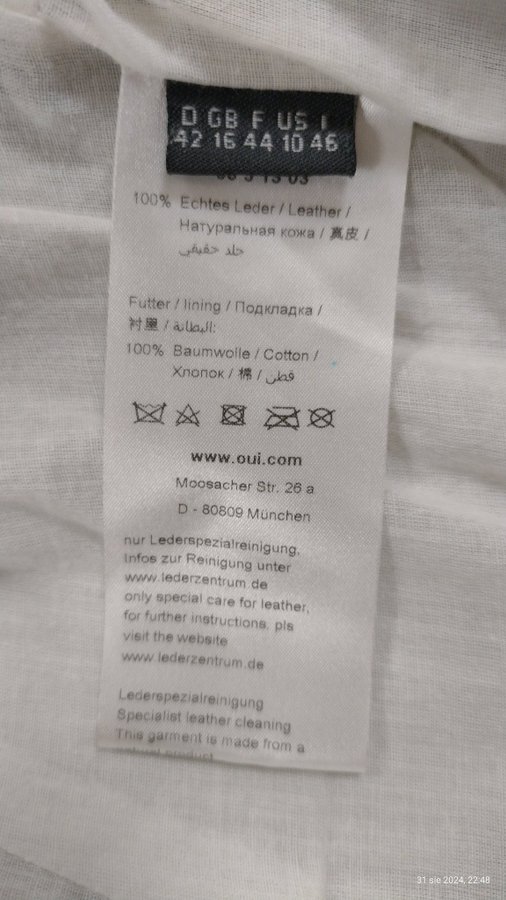 D GB F US I
42 16 44 10 46
100% Echtes Leder / Leather /
Натуральная кожа / 真皮 /
جلد حقيقي
Futter / lining / Подкладка /
衬里 / البطانة:
100% Baumwolle / Cotton /
Хлопок / 棉 / قطن
www.oui.com
Moosacher Str. 26 a
D - 80809 München
nur Lederspezialreinigung,
Infos zur Reinigung unter
www.lederzentrum.de
only special care for leather,
for further instructions, pls
visit the website
www.lederzentrum.de
Lederspezialreinigung
Specialist leather cleaning
This garment is made from a
natural product
31 sie 2024, 22:48